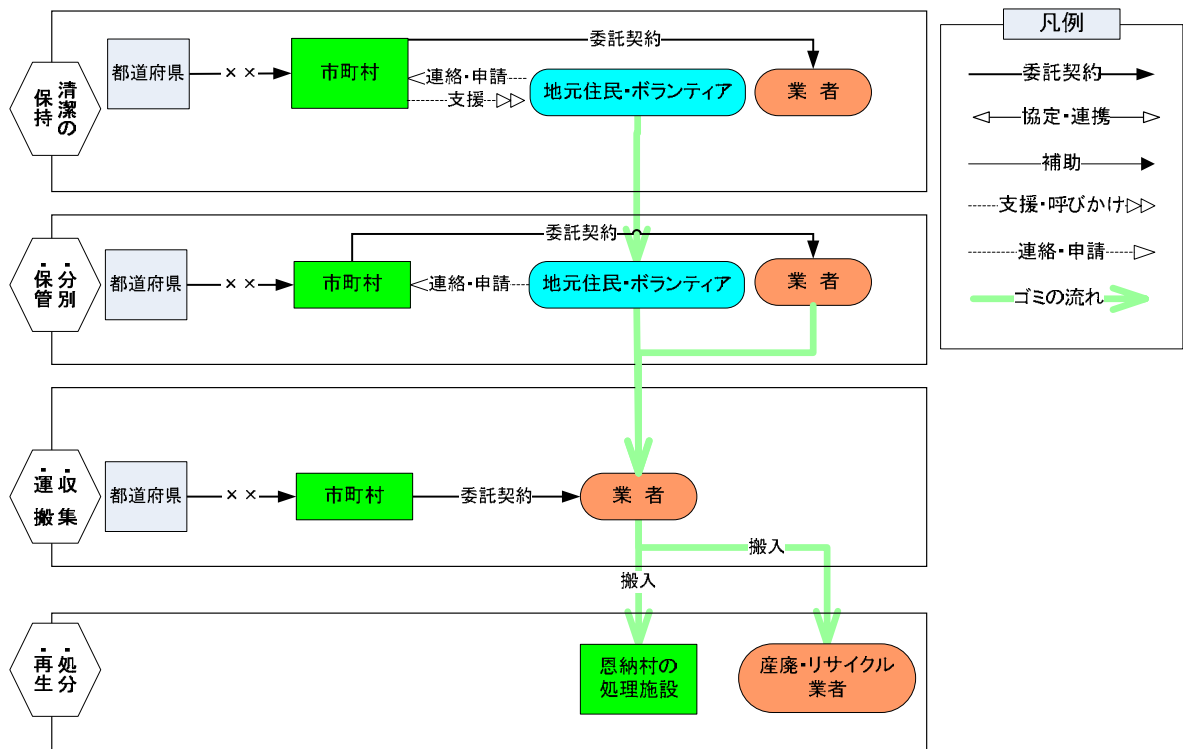 清潔の
保持
都道府県
××
市町村
委託契約
連絡・申請
支援
地元住民・ボランティア
業者
分別
保管
都道府県
××
市町村
委託契約
連絡・申請
地元住民・ボランティア
業者
収集
運搬
都道府県
××
市町村
委託契約
業者
搬入
搬入
処分
再生
恩納村の
処理施設
産廃・リサイクル
業者
凡例
委託契約
協定・連携
補助
支援・呼びかけ
連絡・申請
ゴミの流れ